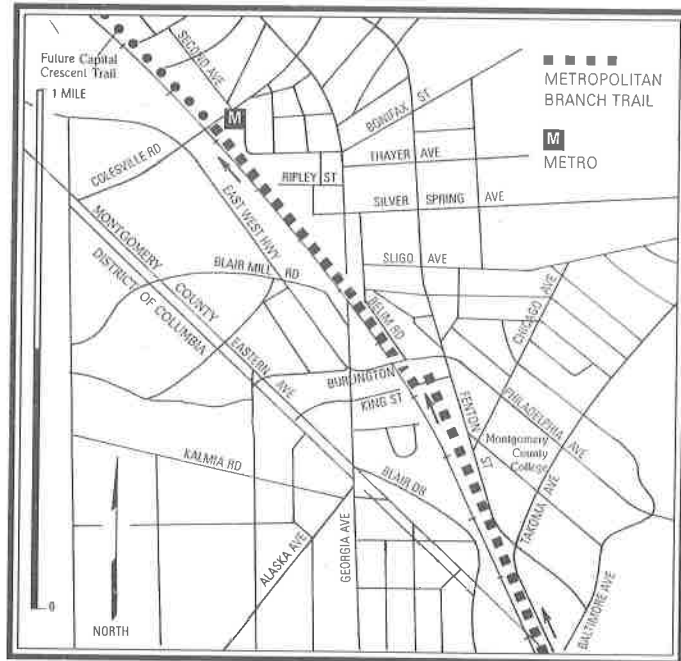 Future Capital
Crescent Trail
1 MILE
SECOND AVE
METROPOLITAN
BRANCH TRAIL
M
METRO
M
BONIFAX ST
THAYER AVE
COLESVILLE RD
RIPLEY ST
SILVER SPRING AVE
EAST WEST HWY
MONTGOMERY COUNTY
DISTRICT OF COLUMBIA
BLAIR MILL RD
SLIGO AVE
CHICAGO AVE
EASTERN AVE
BURLINGTON
KING ST
FENTON ST
PHILADELPHIA AVE
Montgomery
County
College
KALMIA RD
BLAIR DR
TAKOMA AVE
ALASKA AVE
GEORGIA AVE
BALTIMORE AVE
0
NORTH